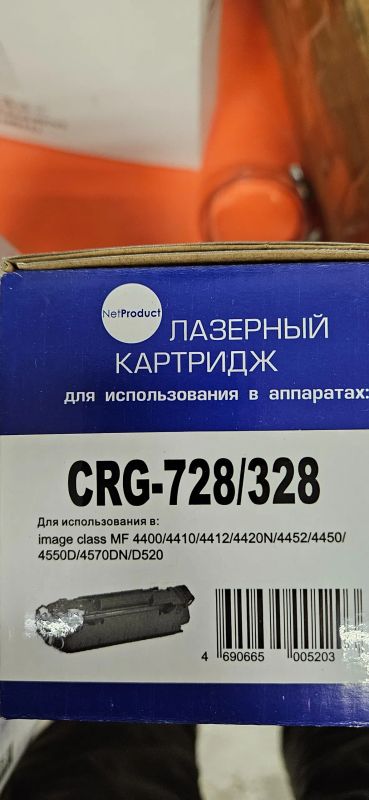 NetProduct
ЛАЗЕРНЫЙ
КАРТРИДЖ
для использования в аппаратах:
CRG-728/328
Для использования в:
image class MF 4400/4410/4412/4420N/4452/4450/
4550D/4570DN/D520
4 690665 005203